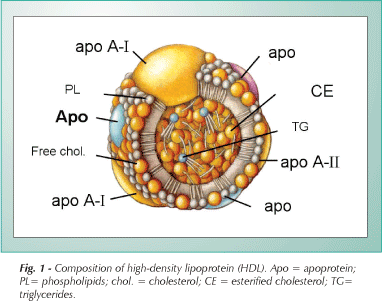 apo A-I
apo
PL
CE
Apo
TG
Free chol.
apo A-II
apo A-I
apo
Fig. 1 - Composition of high-density lipoprotein (HDL). Apo = apoprotein;
PL= phospholipids; chol. = cholesterol; CE = esterified cholesterol; TG=
triglycerides.